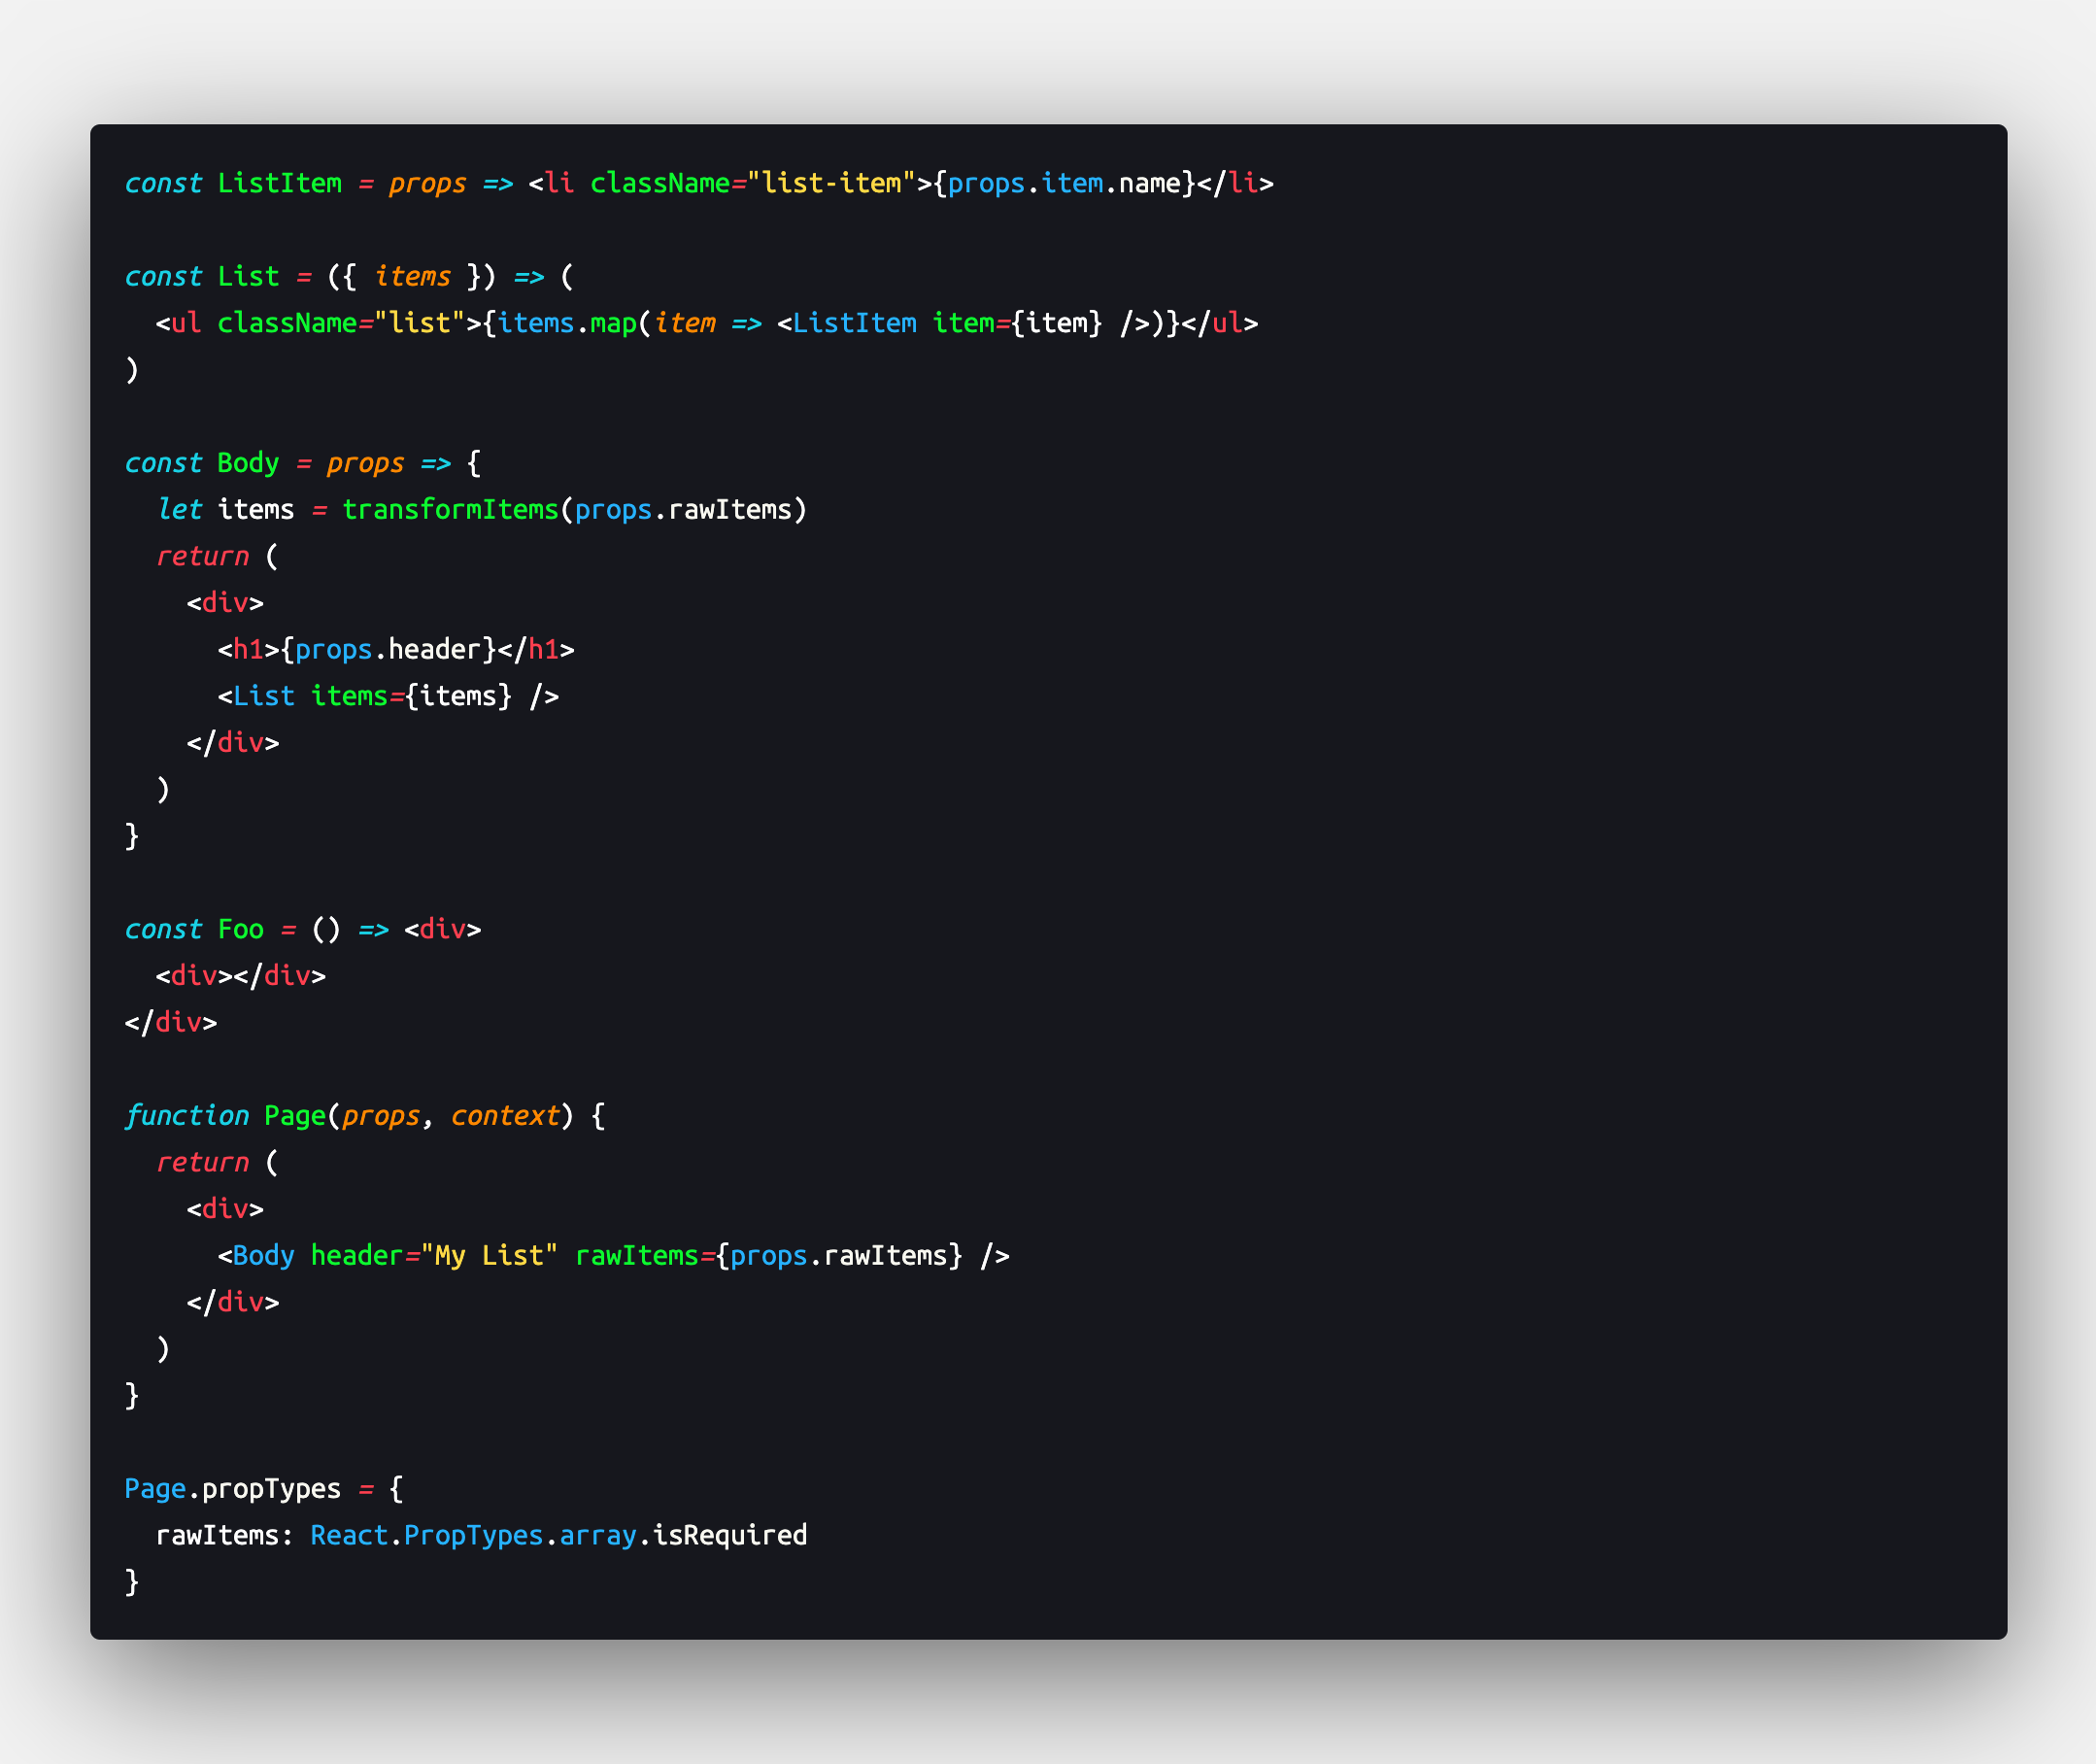 const ListItem = props => <li className="list-item">{props.item.name}</li>

const List = ({ items }) => (
  <ul className="list">{items.map(item => <ListItem item={item} />)}</ul>
)

const Body = props => {
  let items = transformItems(props.rawItems)
  return (
    <div>
      <h1>{props.header}</h1>
      <List items={items} />
    </div>
  )
}

const Foo = () => <div>
  <div></div>
</div>

function Page(props, context) {
  return (
    <div>
      <Body header="My List" rawItems={props.rawItems} />
    </div>
  )
}

Page.propTypes = {
  rawItems: React.PropTypes.array.isRequired
}